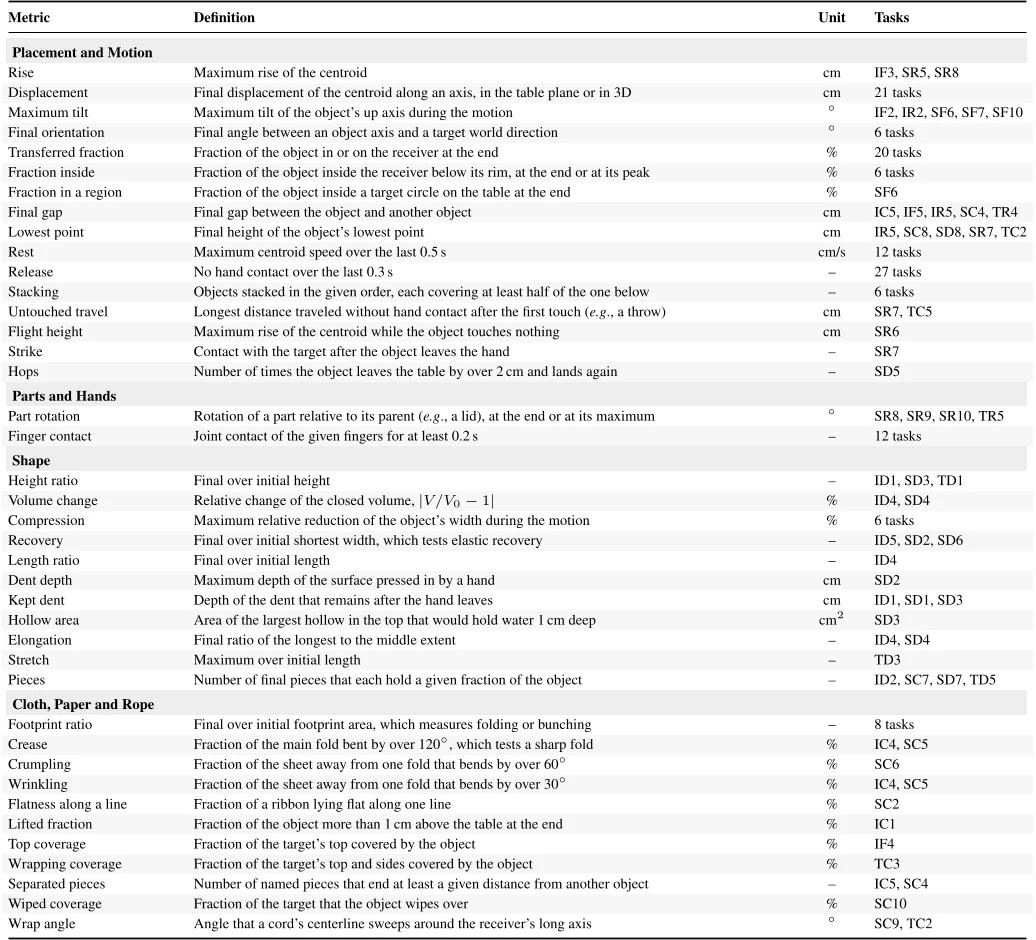 Metric Definition Unit Tasks
Placement and Motion
Rise Maximum rise of the centroid cm IF3, SR5, SR8
Displacement Final displacement of the centroid along an axis, in the table plane or in 3D cm 21 tasks
Maximum tilt Maximum tilt of the object's up axis during the motion ° IF2, IR2, SF6, SF7, SF10
Final orientation Final angle between an object axis and a target world direction ° 6 tasks
Transferred fraction Fraction of the object in or on the receiver at the end % 20 tasks
Fraction inside Fraction of the object inside the receiver below its rim, at the end or at its peak % 6 tasks
Fraction in a region Fraction of the object inside a target circle on the table at the end % SF6
Final gap Final gap between the object and another object cm IC5, IF5, IR5, SC4, TR4
Lowest point Final height of the object's lowest point cm IR5, SC8, SD8, SR7, TC2
Rest Maximum centroid speed over the last 0.5 s cm/s 12 tasks
Release No hand contact over the last 0.3 s – 27 tasks
Stacking Objects stacked in the given order, each covering at least half of the one below – 6 tasks
Untouched travel Longest distance traveled without hand contact after the first touch (e.g., a throw) cm SR7, TC5
Flight height Maximum rise of the centroid while the object touches nothing cm SR6
Strike Contact with the target after the object leaves the hand – SR7
Hops Number of times the object leaves the table by over 2 cm and lands again – SD5
Parts and Hands
Part rotation Rotation of a part relative to its parent (e.g., a lid), at the end or at its maximum ° SR8, SR9, SR10, TR5
Finger contact Joint contact of the given fingers for at least 0.2 s – 12 tasks
Shape
Height ratio Final over initial height – ID1, SD3, TD1
Volume change Relative change of the closed volume, |V/V₀ − 1| % ID4, SD4
Compression Maximum relative reduction of the object's width during the motion % 6 tasks
Recovery Final over initial shortest width, which tests elastic recovery – ID5, SD2, SD6
Length ratio Final over initial length – ID4
Dent depth Maximum depth of the surface pressed in by a hand cm SD2
Kept dent Depth of the dent that remains after the hand leaves cm ID1, SD1, SD3
Hollow area Area of the largest hollow in the top that would hold water 1 cm deep cm² SD3
Elongation Final ratio of the longest to the middle extent – ID4, SD4
Stretch Maximum over initial length – TD3
Pieces Number of final pieces that each hold a given fraction of the object – ID2, SC7, SD7, TD5
Cloth, Paper and Rope
Footprint ratio Final over initial footprint area, which measures folding or bunching – 8 tasks
Crease Fraction of the main fold bent by over 120°, which tests a sharp fold % IC4, SC5
Crumpling Fraction of the sheet away from one fold that bends by over 60° % SC6
Wrinkling Fraction of the sheet away from one fold that bends by over 30° % IC4, SC5
Flatness along a line Fraction of a ribbon lying flat along one line % SC2
Lifted fraction Fraction of the object more than 1 cm above the table at the end % IC1
Top coverage Fraction of the target's top covered by the object % IF4
Wrapping coverage Fraction of the target's top and sides covered by the object % TC3
Separated pieces Number of named pieces that end at least a given distance from another object – IC5, SC4
Wiped coverage Fraction of the target that the object wipes over % SC10
Wrap angle Angle that a cord's centerline sweeps around the receiver's long axis ° SC9, TC2